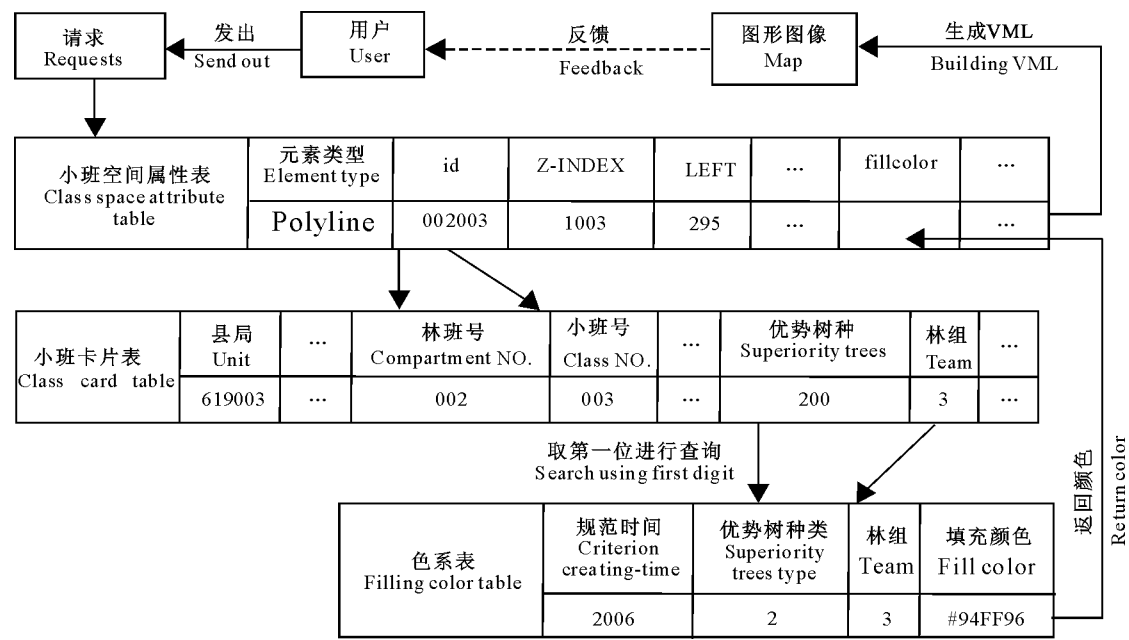 请求
Requests
发出
Send out
用户
User
反馈
Feedback
图形图像
Map
生成VML
Building VML
小班空间属性表
Class space attribute
table
元素类型
Element type
id
Z-INDEX
LEFT
...
fillcolor
...
Polyline
002003
1003
295
...
...
小班卡片表
Class card table
县局
Unit
...
林班号
Compartment NO.
小班号
Class NO.
...
优势树种
Superiority trees
林组
Team
...
619003
...
002
003
...
200
3
...
取第一位进行查询
Search using first digit
返回颜色
Return color
色系表
Filling color table
规范时间
Criterion
creating-time
优势树种类
Superiority
trees type
林组
Team
填充颜色
Fill color
2006
2
3
#94FF96